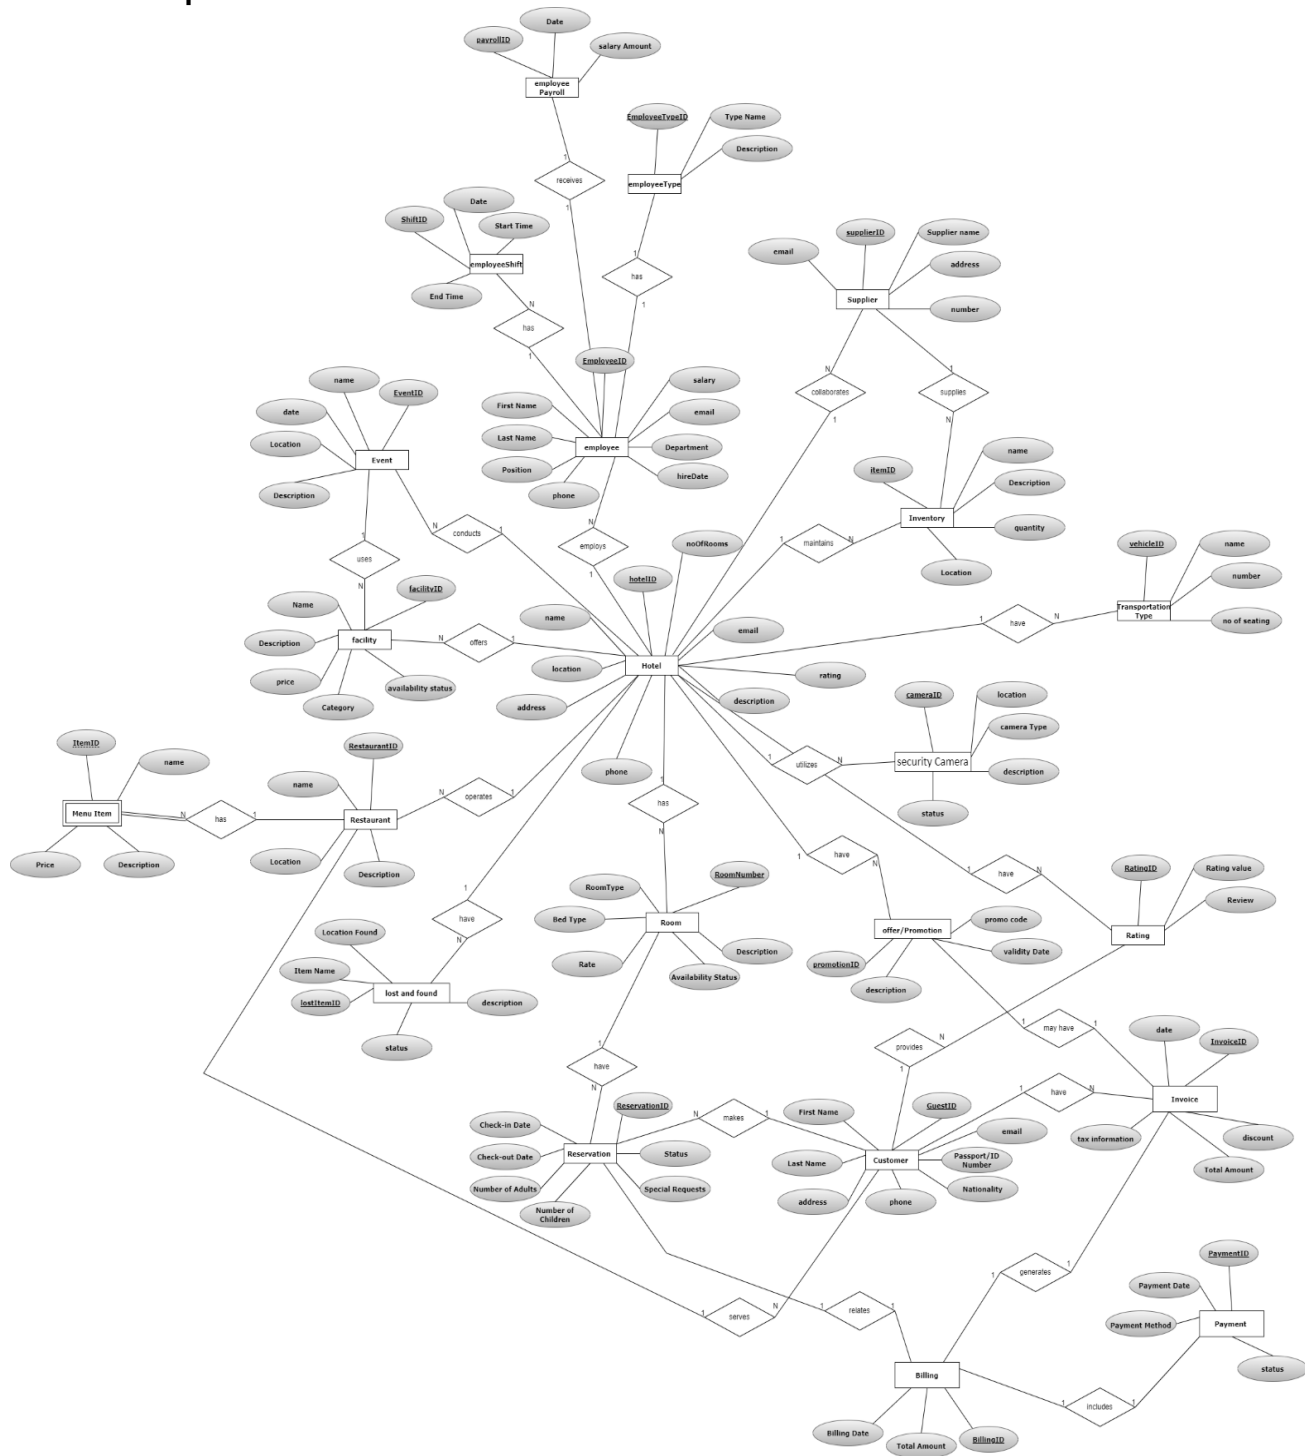 Date
payrollID
salary Amount
employee
Payroll
EmployeeTypeID
Type Name
Description
1
receives
1
employeeType
Date
ShiftID
Start Time
employeeShift
End Time
1
has
1
N
has
1
supplierID
Supplier name
email
address
Supplier
number
EmployeeID
name
EventID
date
Location
Event
Description
salary
First Name
email
Last Name
employee
Department
Position
hireDate
phone
N
collaborates
1
1
supplies
N
name
itemID
Description
Inventory
quantity
Location
N
conducts
1
N
employs
1
1
maintains
N
1
uses
N
noOfRooms
hotelID
vehicleID
name
number
Transportation
Type
no of seating
1
have
N
facilityID
Name
facility
Description
price
availability status
Category
N
offers
1
name
email
location
Hotel
rating
address
description
phone
cameraID
location
camera Type
security Camera
description
status
1
utilizes
N
ItemID
name
Menu Item
Price
Description
N
has
1
RestaurantID
name
Restaurant
Location
Description
N
operates
1
1
has
N
1
have
N
1
have
N
RatingID
Rating value
Review
Rating
RoomType
RoomNumber
Bed Type
Room
Rate
Description
Availability Status
promo code
offer/Promotion
validity Date
promotionID
description
1
have
N
Location Found
Item Name
lostItemID
lost and found
description
status
1
may have
1
provides
N
1
date
InvoiceID
Invoice
tax information
discount
Total Amount
1
have
N
1
have
N
ReservationID
Check-in Date
Check-out Date
Reservation
Status
Number of Adults
Special Requests
Number of
Children
N
makes
1
First Name
GuestID
email
Last Name
Customer
Passport/ID
Number
address
phone
Nationality
1
generates
1
PaymentID
Payment Date
Payment Method
Payment
status
1
serves
N
1
relates
1
Billing
Billing Date
Total Amount
BillingID
1
includes
1